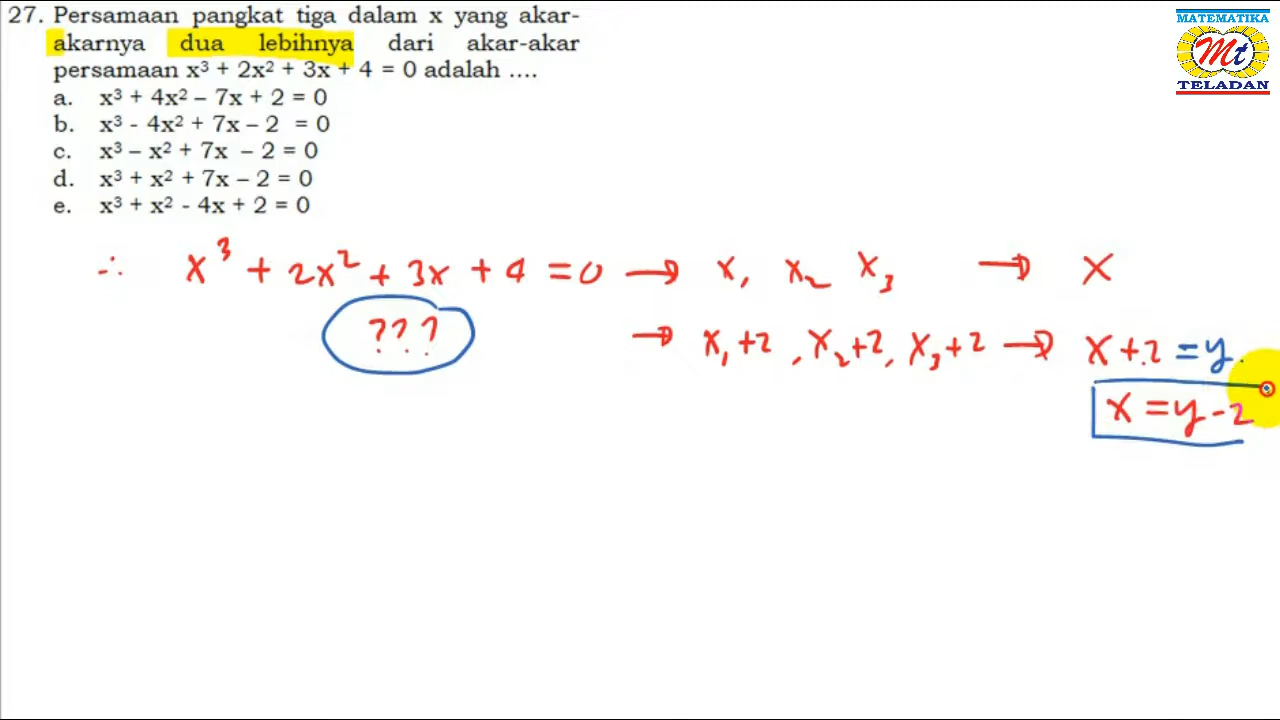 27. Persamaan pangkat tiga dalam x yang akar-
akarnya dua lebihnya dari akar-akar
persamaan x³ + 2x² + 3x + 4 = 0 adalah ....
a. x³ + 4x² – 7x + 2 = 0
b. x³ - 4x² + 7x – 2 = 0
c. x³ – x² + 7x – 2 = 0
d. x³ + x² + 7x – 2 = 0
e. x³ + x² - 4x + 2 = 0
MATEMATIKA
Mt
TELADAN
∴ x³ + 2x² + 3x + 4 = 0 → x₁ x₂ x₃ → x
??? → x₁+2 , x₂+2, x₃+2 → x+2 = y
x = y - 2